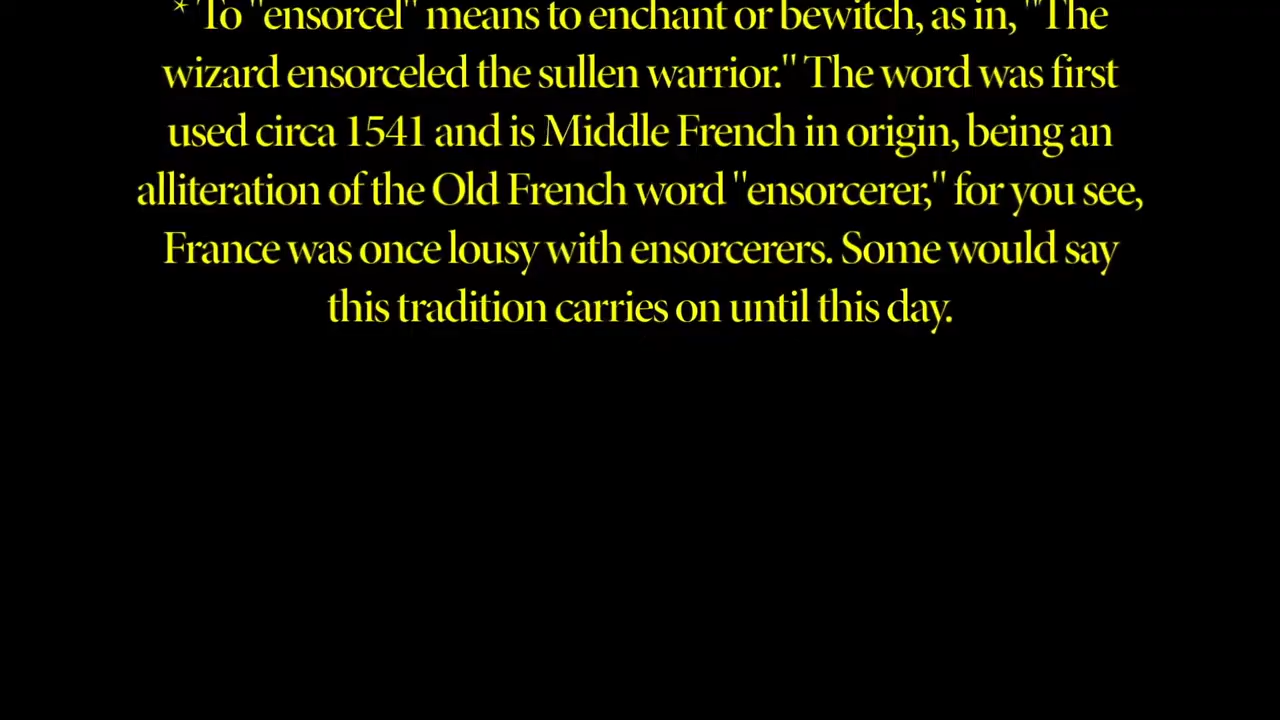 * To "ensorcel" means to enchant or bewitch, as in, "The
wizard ensorceled the sullen warrior." The word was first
used circa 1541 and is Middle French in origin, being an
alliteration of the Old French word "ensorcerer," for you see,
France was once lousy with ensorcerers. Some would say
this tradition carries on until this day.